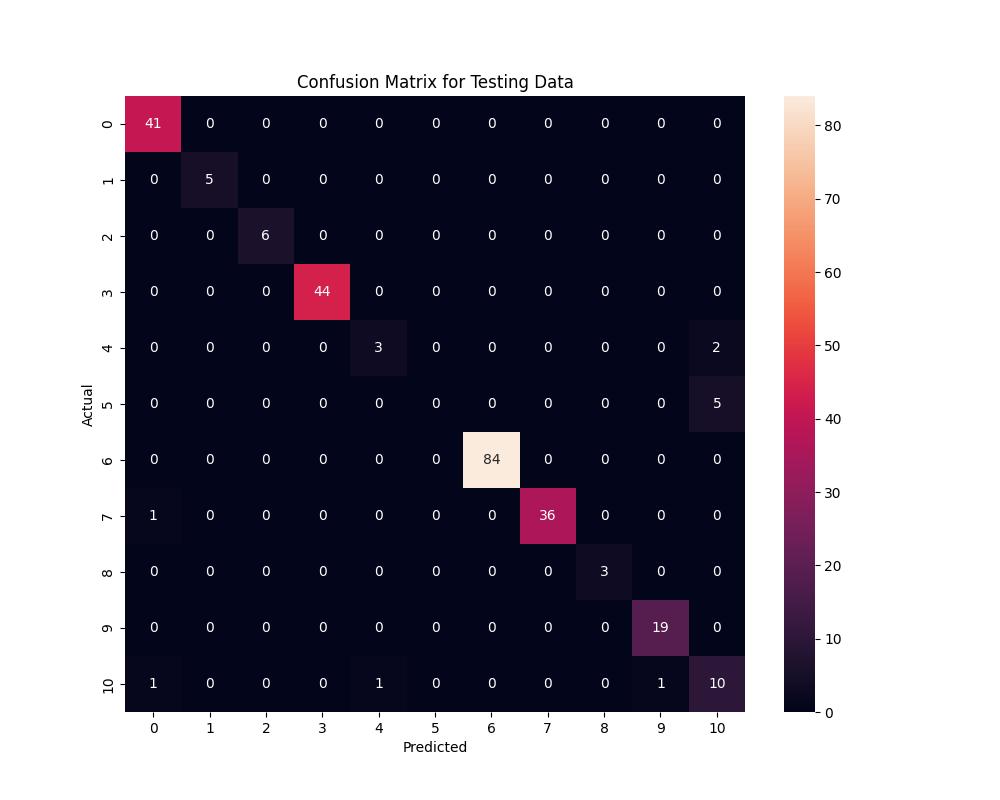 Confusion Matrix for Testing Data
0 41 0 0 0 0 0 0 0 0 0 0 80
1 0 5 0 0 0 0 0 0 0 0 0 70
2 0 0 6 0 0 0 0 0 0 0 0 60
3 0 0 0 44 0 0 0 0 0 0 0
4 0 0 0 0 3 0 0 0 0 0 2 50
Actual
5 0 0 0 0 0 0 0 0 0 0 5 40
6 0 0 0 0 0 0 84 0 0 0 0 30
7 1 0 0 0 0 0 0 36 0 0 0
8 0 0 0 0 0 0 0 0 3 0 0 20
9 0 0 0 0 0 0 0 0 0 19 0 10
10 1 0 0 0 1 0 0 0 0 1 10 0
0 1 2 3 4 5 6 7 8 9 10
Predicted